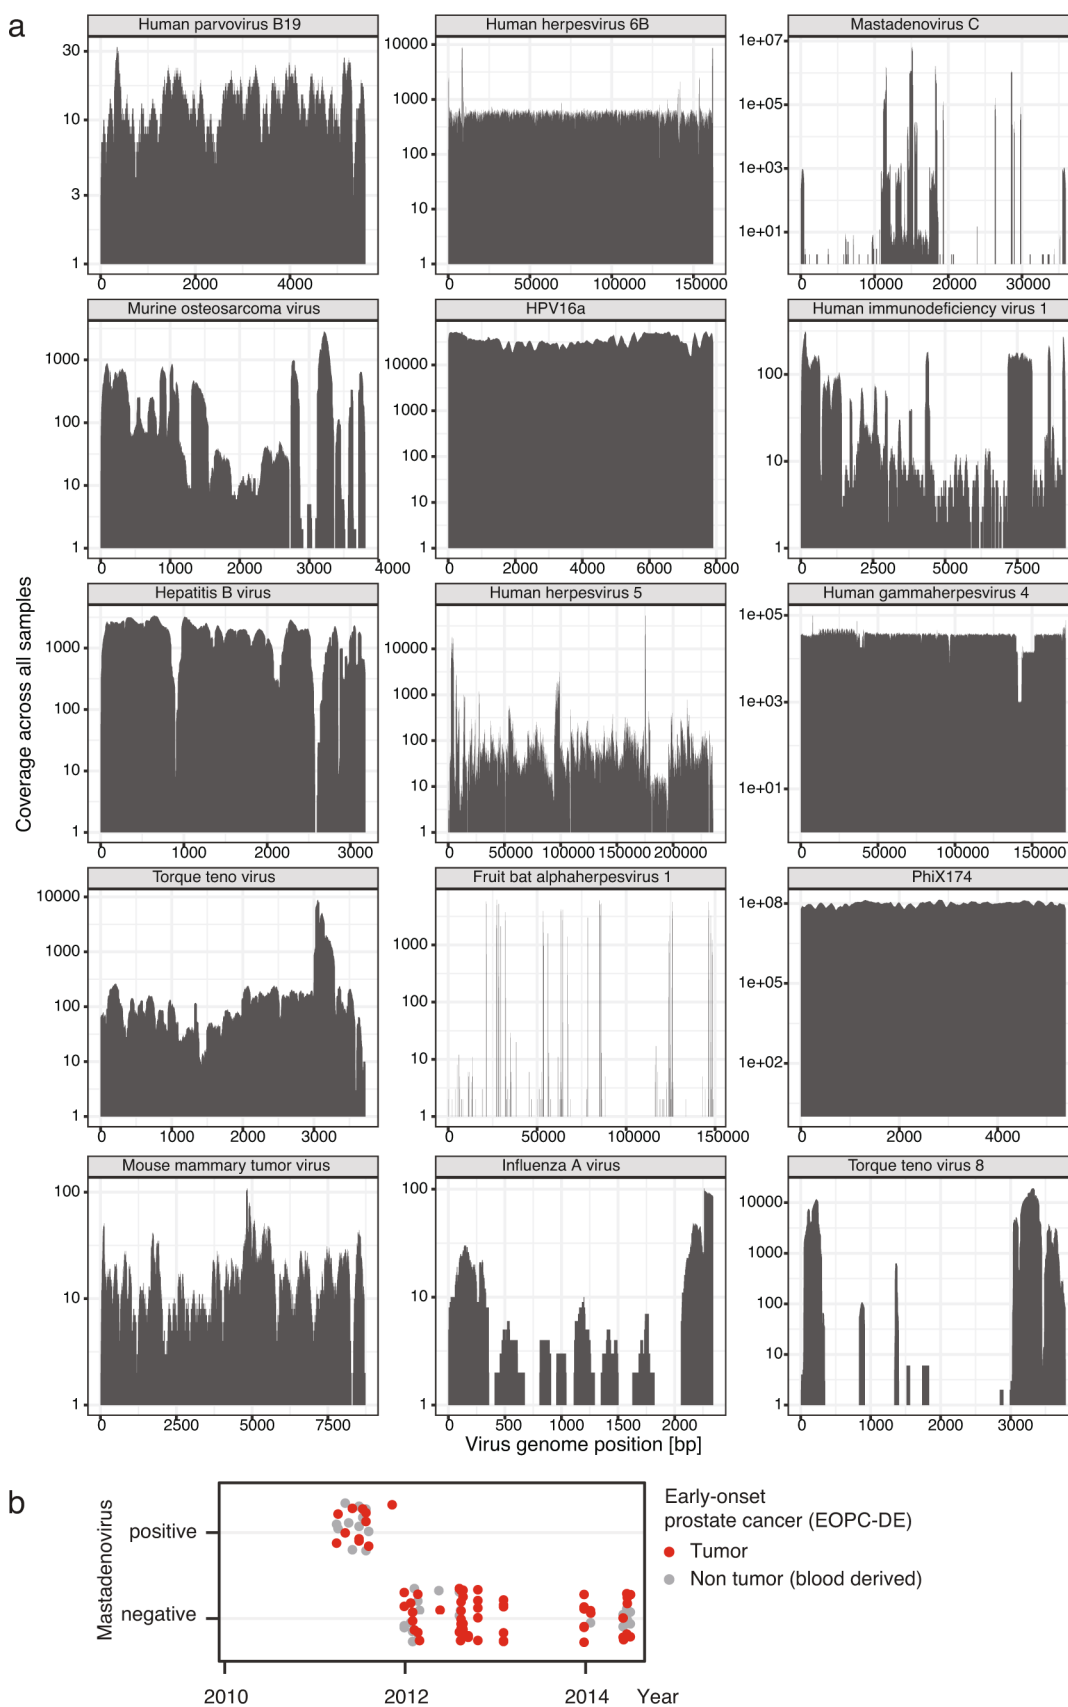 a
Human parvovirus B19
Human herpesvirus 6B
Mastadenovirus C
30
10
3
1
0 2000 4000
10000
1000
100
10
1
0 50000 100000 150000
1e+07
1e+05
1e+03
1e+01
0 10000 20000 30000
Murine osteosarcoma virus
HPV16a
Human immunodeficiency virus 1
1000
100
10
1
0 1000 2000 3000 4000
10000
1000
100
10
1
0 2000 4000 6000 8000
100
10
1
0 2500 5000 7500
Coverage across all samples
Hepatitis B virus
Human herpesvirus 5
Human gammaherpesvirus 4
1000
100
10
1
0 1000 2000 3000
10000
1000
100
10
1
0 50000 100000 150000 200000
1e+05
1e+03
1e+01
0 50000 100000 150000
Torque teno virus
Fruit bat alphaherpesvirus 1
PhiX174
10000
1000
100
10
1
0 1000 2000 3000
1000
100
10
1
0 50000 100000 150000
1e+08
1e+05
1e+02
0 2000 4000
Mouse mammary tumor virus
Influenza A virus
Torque teno virus 8
100
10
1
0 2500 5000 7500
100
10
1
0 500 1000 1500 2000
10000
1000
100
10
1
0 1000 2000 3000
Virus genome position [bp]
b
Mastadenovirus
positive
negative
2010 2012 2014 Year
Early-onset
prostate cancer (EOPC-DE)
Tumor
Non tumor (blood derived)